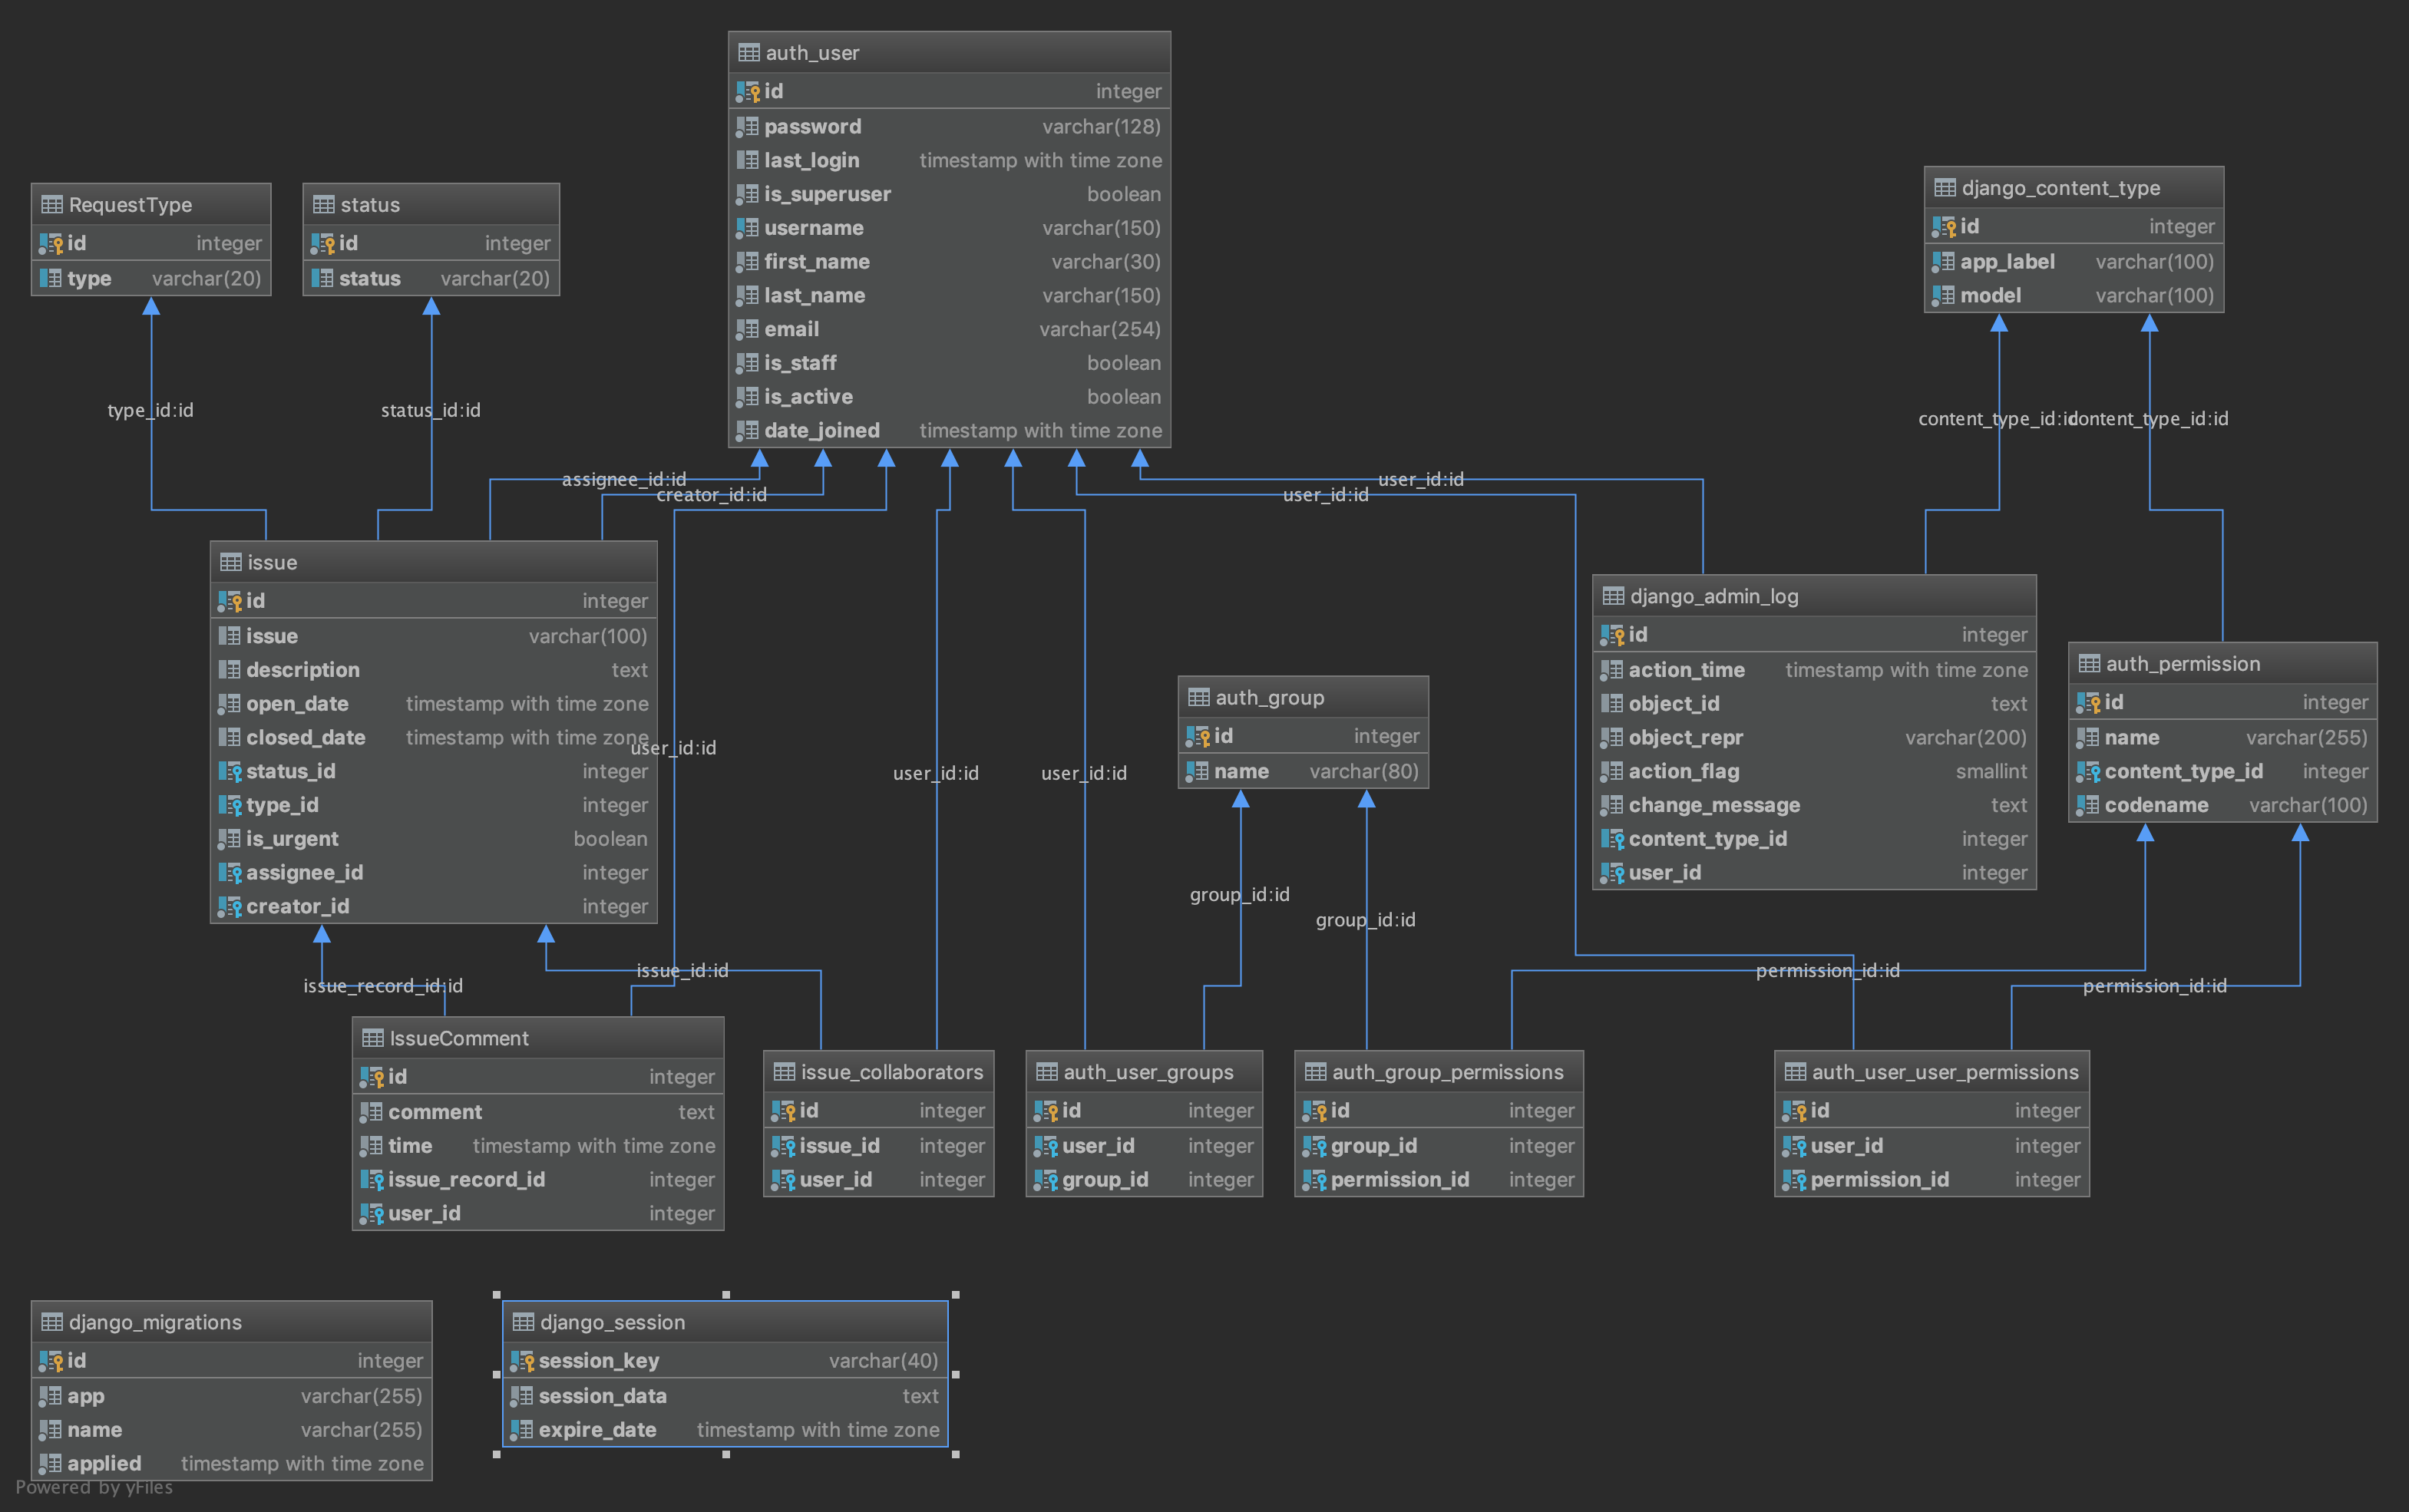 auth_user
id integer
password varchar(128)
last_login timestamp with time zone
is_superuser boolean
username varchar(150)
first_name varchar(30)
last_name varchar(150)
email varchar(254)
is_staff boolean
is_active boolean
date_joined timestamp with time zone
RequestType
id integer
type varchar(20)
status
id integer
status varchar(20)
django_content_type
id integer
app_label varchar(100)
model varchar(100)
type_id:id
status_id:id
content_type_id:id
content_type_id:id
assignee_id:id
creator_id:id
user_id:id
user_id:id
issue
id integer
issue varchar(100)
description text
open_date timestamp with time zone
closed_date timestamp with time zone
status_id integer
type_id integer
is_urgent boolean
assignee_id integer
creator_id integer
user_id:id
user_id:id
user_id:id
auth_group
id integer
name varchar(80)
django_admin_log
id integer
action_time timestamp with time zone
object_id text
object_repr varchar(200)
action_flag smallint
change_message text
content_type_id integer
user_id integer
auth_permission
id integer
name varchar(255)
content_type_id integer
codename varchar(100)
group_id:id
group_id:id
issue_record_id:id
issue_id:id
permission_id:id
permission_id:id
IssueComment
id integer
comment text
time timestamp with time zone
issue_record_id integer
user_id integer
issue_collaborators
id integer
issue_id integer
user_id integer
auth_user_groups
id integer
user_id integer
group_id integer
auth_group_permissions
id integer
group_id integer
permission_id integer
auth_user_user_permissions
id integer
user_id integer
permission_id integer
django_migrations
id integer
app varchar(255)
name varchar(255)
applied timestamp with time zone
django_session
session_key varchar(40)
session_data text
expire_date timestamp with time zone
Powered by yFiles